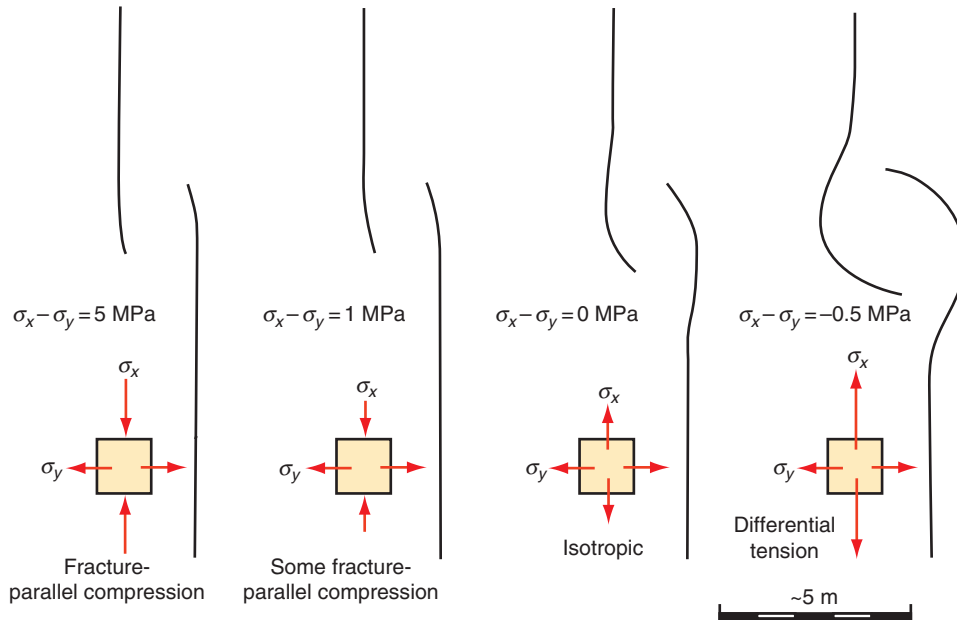 σx – σy = 5 MPa
σx – σy = 1 MPa
σx – σy = 0 MPa
σx – σy = –0.5 MPa
σx
σy
σx
σy
σx
σy
σx
σy
Fracture-
parallel compression
Some fracture-
parallel compression
Isotropic
Differential
tension
~5 m